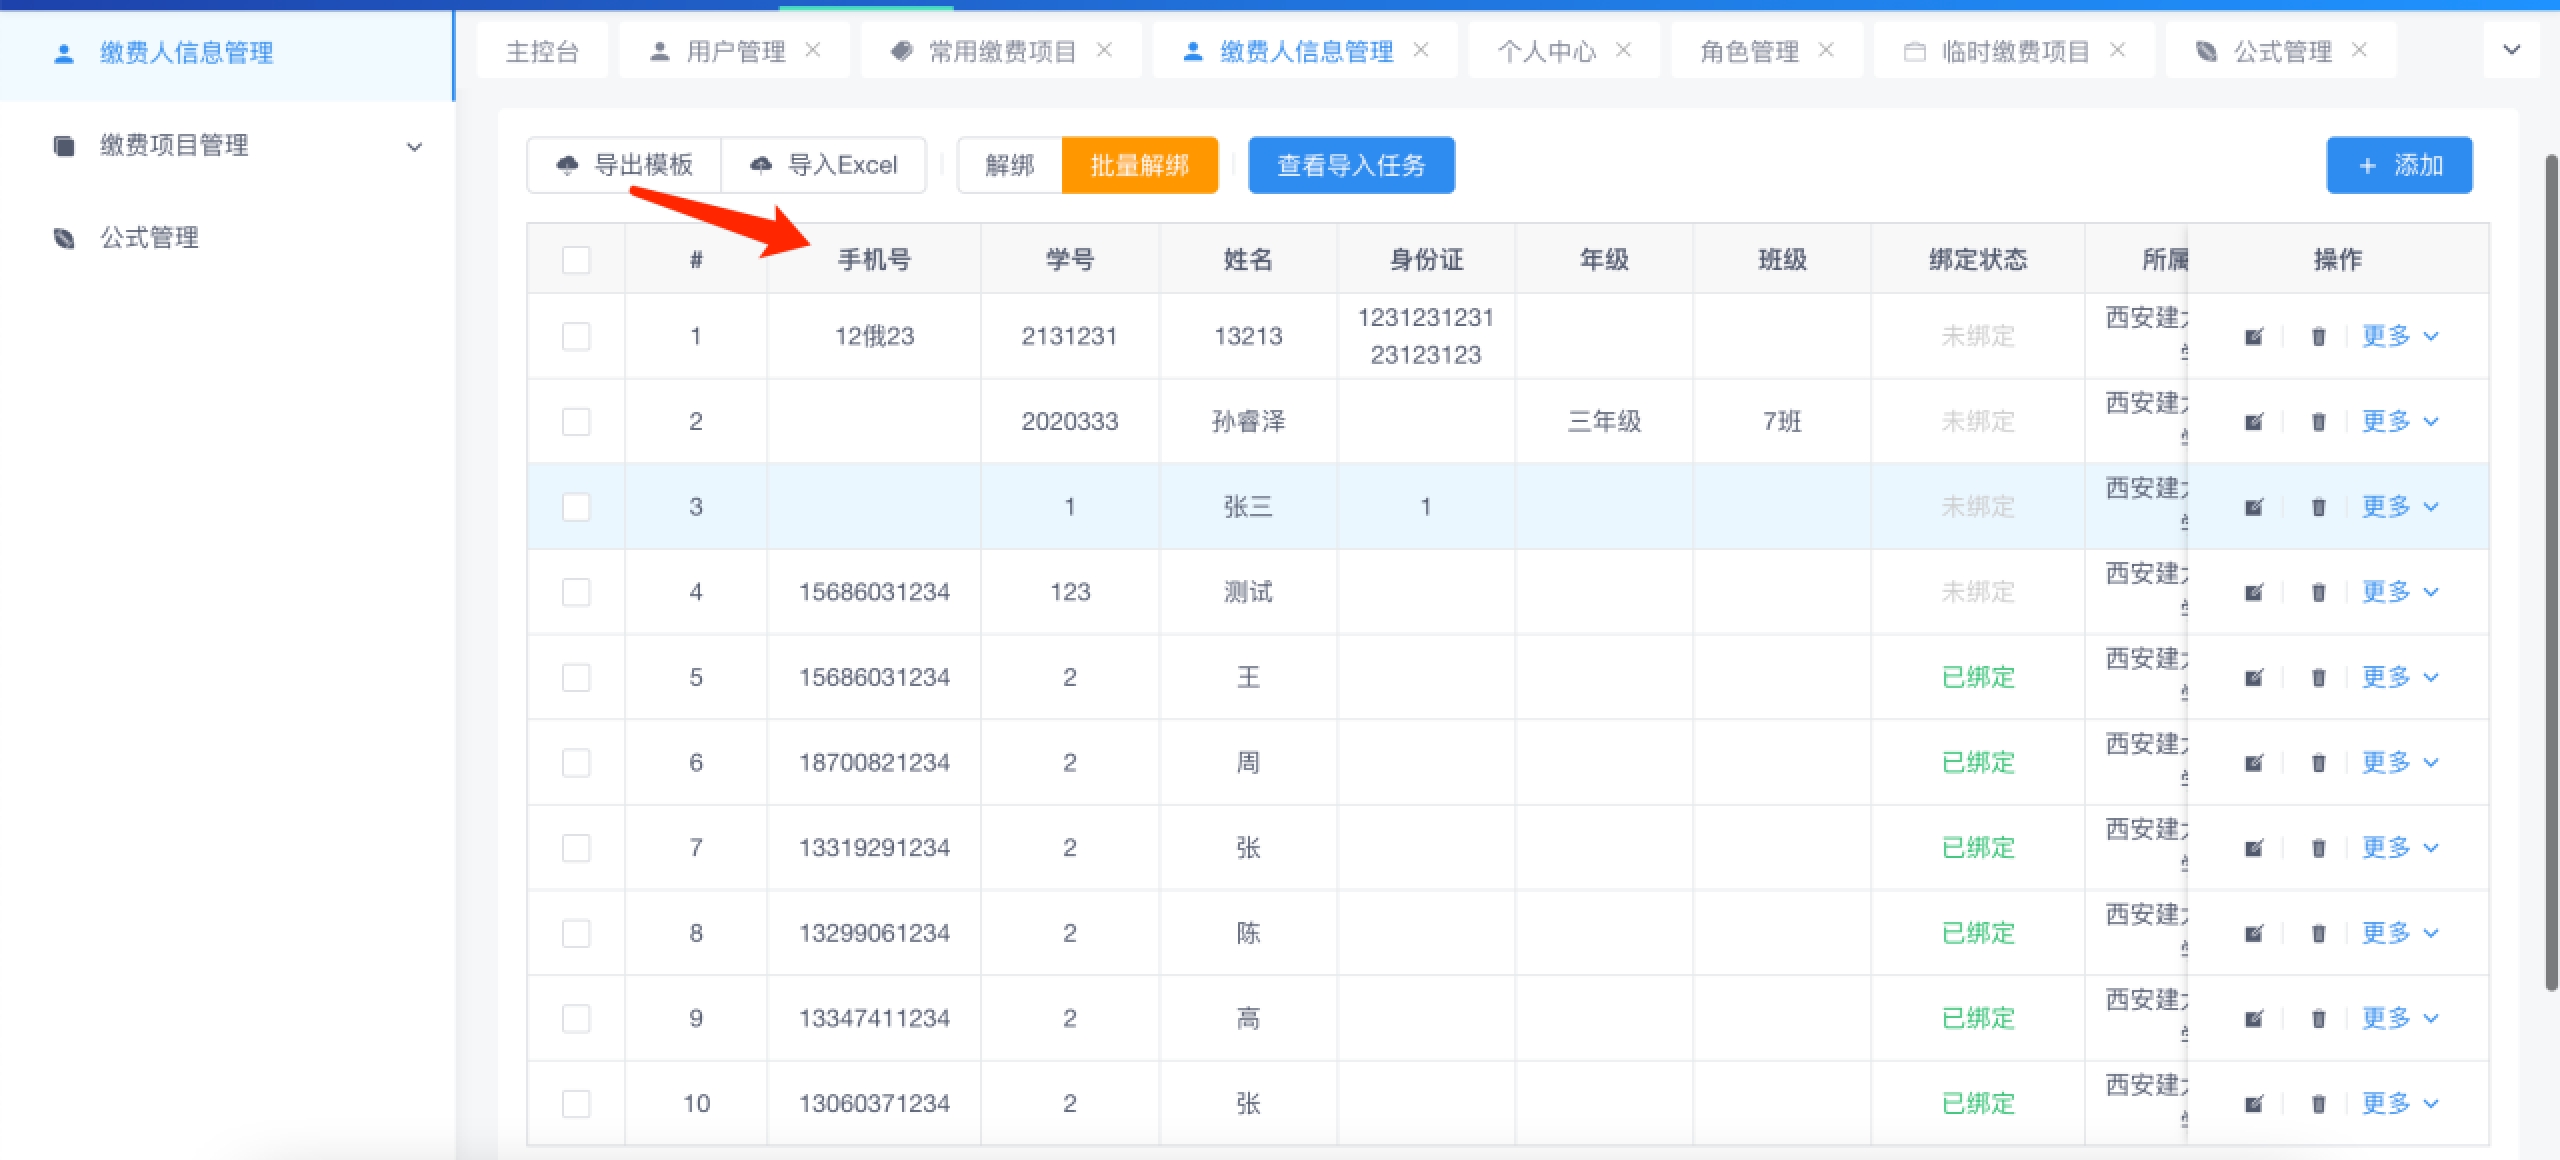 缴费人信息管理
缴费项目管理
公式管理
主控台 用户管理 常用缴费项目 缴费人信息管理 个人中心 角色管理 临时缴费项目 公式管理
导出模板 导入Excel 解绑 批量解绑 查看导入任务 + 添加
# 手机号 学号 姓名 身份证 年级 班级 绑定状态 所属 操作
1 12俄23 2131231 13213 1231231231 未绑定 西安建 更多
23123123
2 2020333 孙睿泽 三年级 7班 未绑定 西安建 更多
3 1 张三 1 未绑定 西安建 更多
4 15686031234 123 测试 未绑定 西安建 更多
5 15686031234 2 王 已绑定 西安建 更多
6 18700821234 2 周 已绑定 西安建 更多
7 13319291234 2 张 已绑定 西安建 更多
8 13299061234 2 陈 已绑定 西安建 更多
9 13347411234 2 高 已绑定 西安建 更多
10 13060371234 2 张 已绑定 西安建 更多